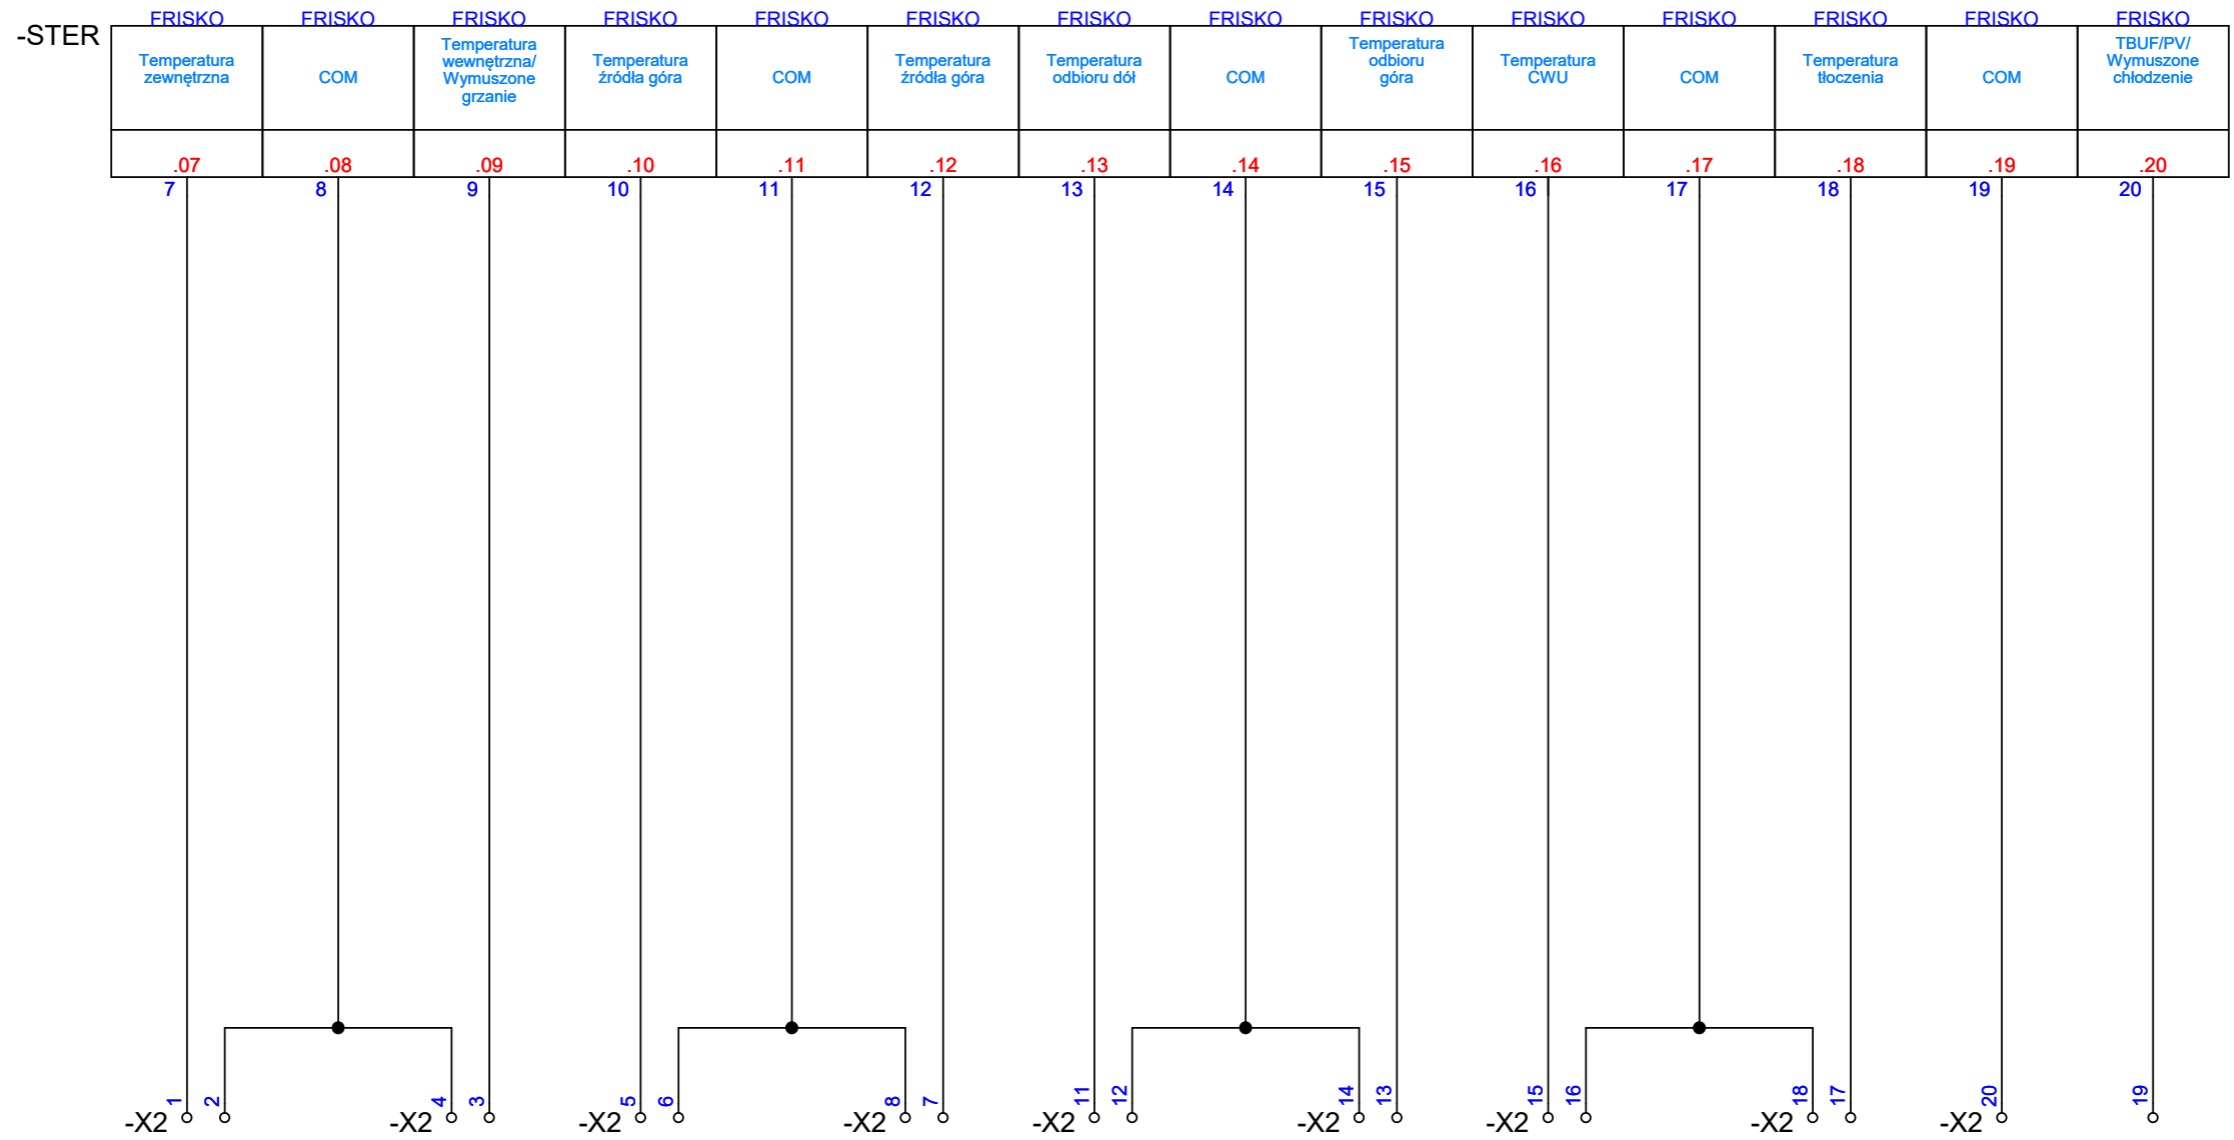 FRISKO FRISKO FRISKO FRISKO FRISKO FRISKO FRISKO FRISKO FRISKO FRISKO FRISKO FRISKO FRISKO FRISKO
-STER
Temperatura
zewnętrzna
COM
Temperatura
wewnętrzna/
Wymuszone
grzanie
Temperatura
źródła góra
COM
Temperatura
źródła góra
Temperatura
odbioru dół
COM
Temperatura
odbioru
góra
Temperatura
CWU
COM
Temperatura
tłoczenia
COM
TBUF/PV/
Wymuszone
chłodzenie
.07 .08 .09 .10 .11 .12 .13 .14 .15 .16 .17 .18 .19 .20
7 8 9 10 11 12 13 14 15 16 17 18 19 20
1 2 4 3 5 6 8 7 11 12 14 13 15 16 18 17 20 19
-X2 -X2 -X2 -X2 -X2 -X2 -X2 -X2 -X2